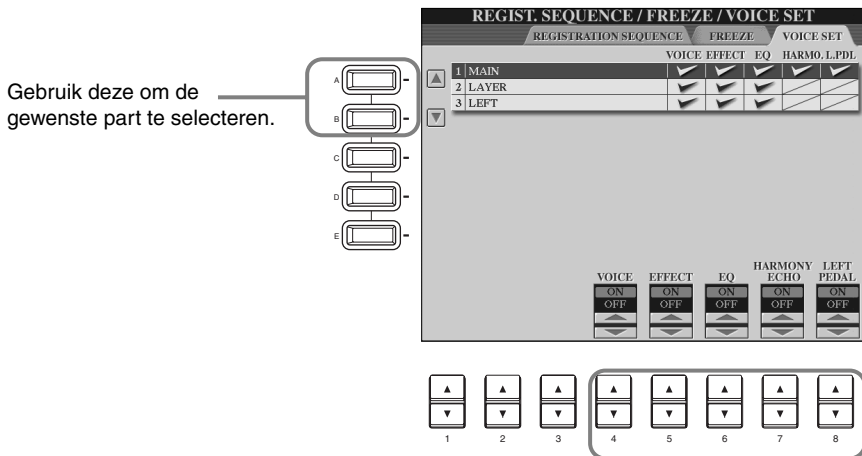 REGIST. SEQUENCE / FREEZE / VOICE SET
REGISTRATION SEQUENCE FREEZE VOICE SET
VOICE EFFECT EQ HARMO. L.PDL
1 MAIN
2 LAYER
3 LEFT
Gebruik deze om de
gewenste part te selecteren.
A
B
C
D
E
VOICE EFFECT EQ HARMONY ECHO LEFT PEDAL
ON ON ON ON ON
OFF OFF OFF OFF OFF
1 2 3 4 5 6 7 8